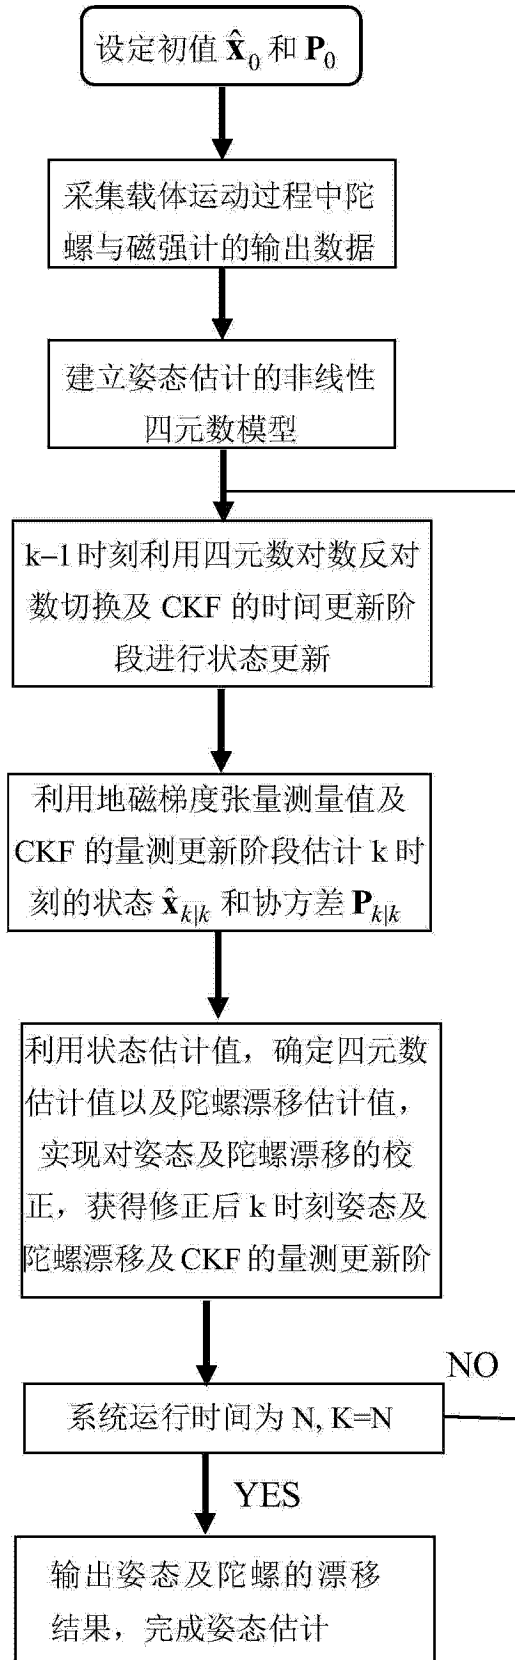 设定初值 x̂₀ 和 P₀
采集载体运动过程中陀
螺与磁强计的输出数据
建立姿态估计的非线性
四元数模型
k–1时刻利用四元数对数反对
数切换及 CKF 的时间更新阶
段进行状态更新
利用地磁梯度张量测量值及
CKF 的量测更新阶段估计 k 时
刻的状态 x̂k|k 和协方差 Pk|k
利用状态估计值，确定四元数
估计值以及陀螺漂移估计值，
实现对姿态及陀螺漂移的校
正，获得修正后 k 时刻姿态及
陀螺漂移及CKF的量测更新阶
NO
系统运行时间为 N, K=N
YES
输出姿态及陀螺的漂移
结果，完成姿态估计